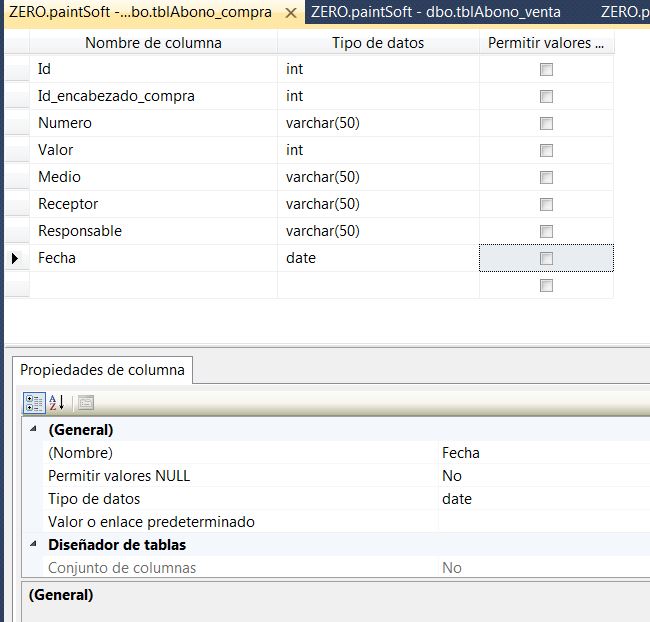 ZERO.paintSoft -...bo.tblAbono_compra ZERO.paintSoft - dbo.tblAbono_venta ZERO.p
Nombre de columna Tipo de datos Permitir valores ...
Id int
Id_encabezado_compra int
Numero varchar(50)
Valor int
Medio varchar(50)
Receptor varchar(50)
Responsable varchar(50)
Fecha date
Propiedades de columna
(General)
(Nombre) Fecha
Permitir valores NULL No
Tipo de datos date
Valor o enlace predeterminado
Diseñador de tablas
Conjunto de columnas No
(General)